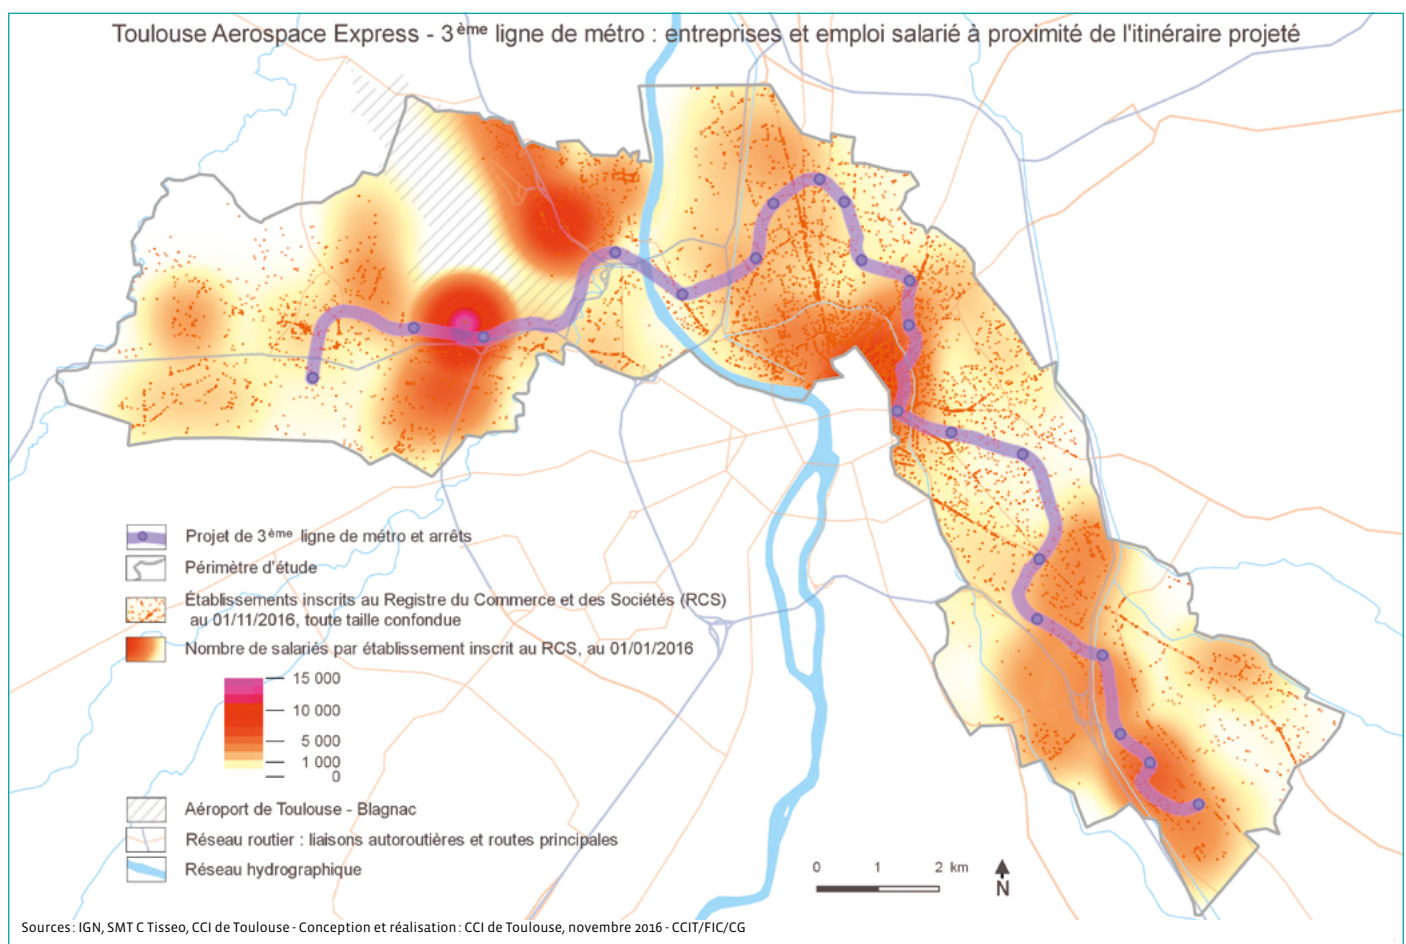 Toulouse Aerospace Express - 3ème ligne de métro : entreprises et emploi salarié à proximité de l'itinéraire projeté
Projet de 3ème ligne de métro et arrêts
Périmètre d'étude
Établissements inscrits au Registre du Commerce et des Sociétés (RCS)
au 01/11/2016, toute taille confondue
Nombre de salariés par établissement inscrit au RCS, au 01/01/2016
15 000
10 000
5 000
1 000
0
Aéroport de Toulouse - Blagnac
Réseau routier : liaisons autoroutières et routes principales
Réseau hydrographique
0 1 2 km
N
Sources : IGN, SMT C Tisseo, CCI de Toulouse - Conception et réalisation : CCI de Toulouse, novembre 2016 - CCIT/FIC/CG